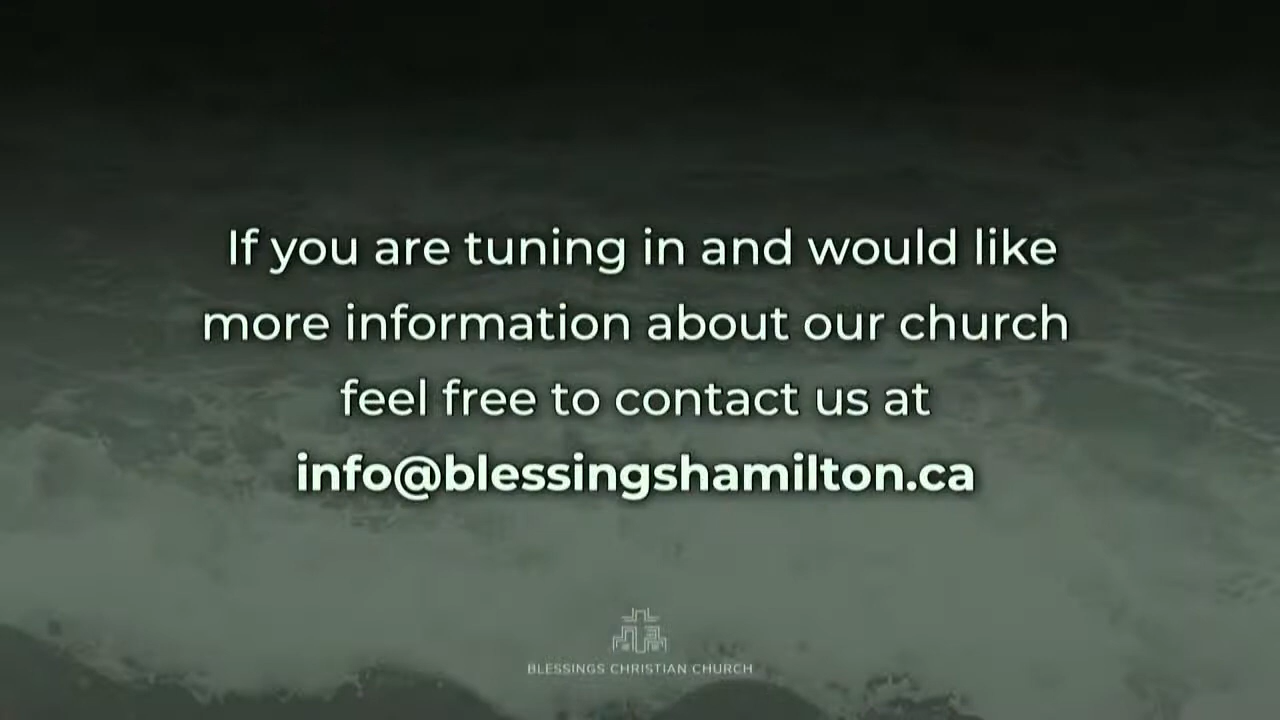 If you are tuning in and would like
more information about our church
feel free to contact us at
info@blessingshamilton.ca
BLESSINGS CHRISTIAN CHURCH